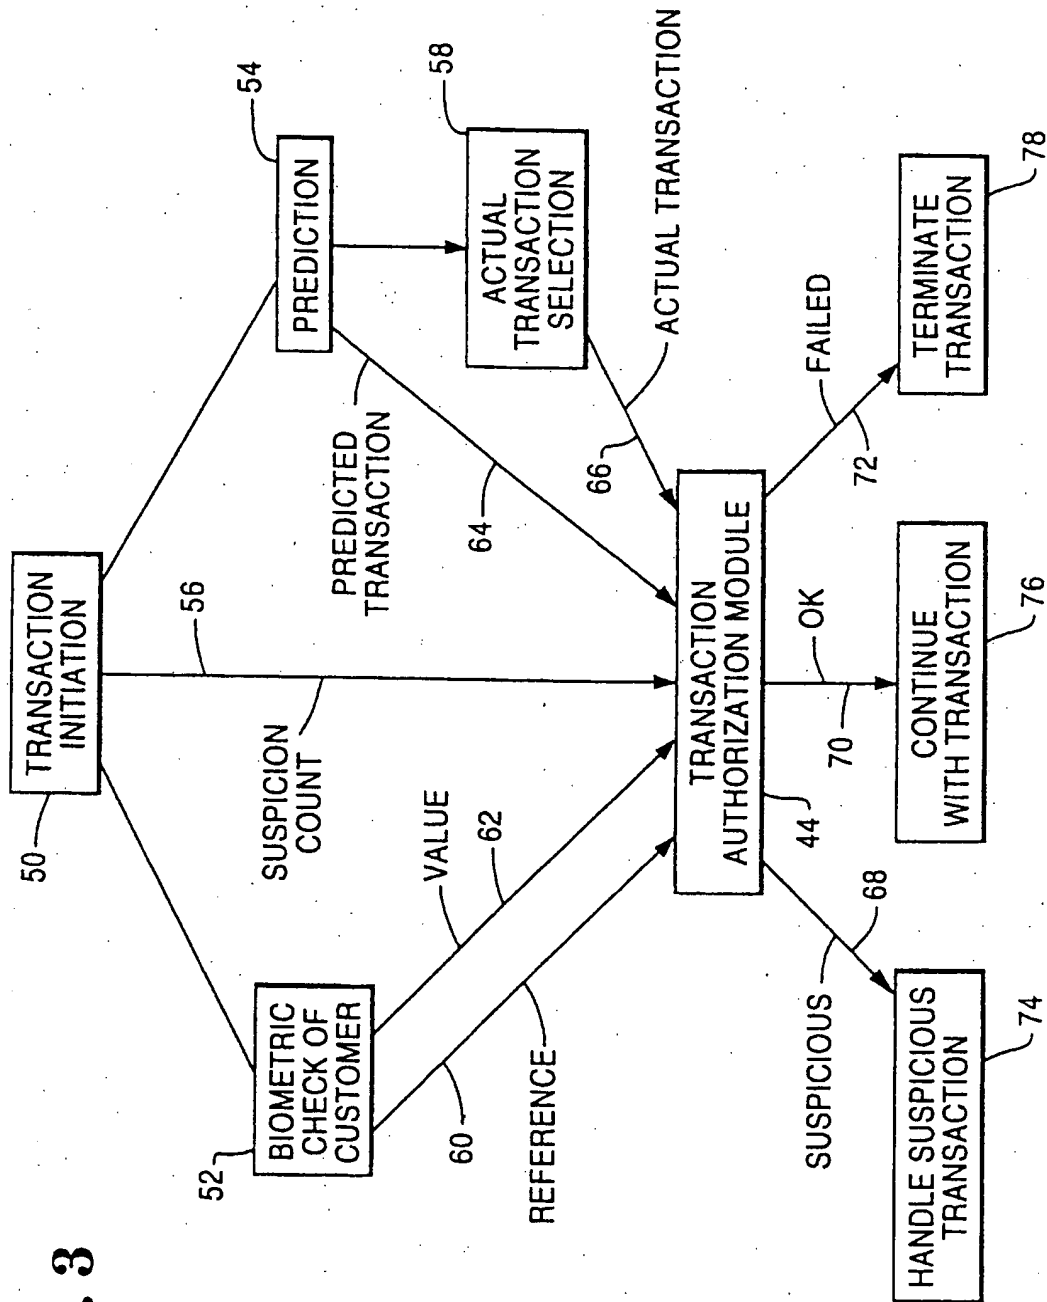 . 3
50
TRANSACTION
INITIATION
52
BIOMETRIC
CHECK OF
CUSTOMER
SUSPICION
COUNT
56
PREDICTION
54
PREDICTED
TRANSACTION
64
ACTUAL
TRANSACTION
SELECTION
58
REFERENCE
60
VALUE
62
66
ACTUAL TRANSACTION
TRANSACTION
AUTHORIZATION MODULE
44
SUSPICIOUS
68
OK
70
FAILED
72
HANDLE SUSPICIOUS
TRANSACTION
74
CONTINUE
WITH TRANSACTION
76
TERMINATE
TRANSACTION
78